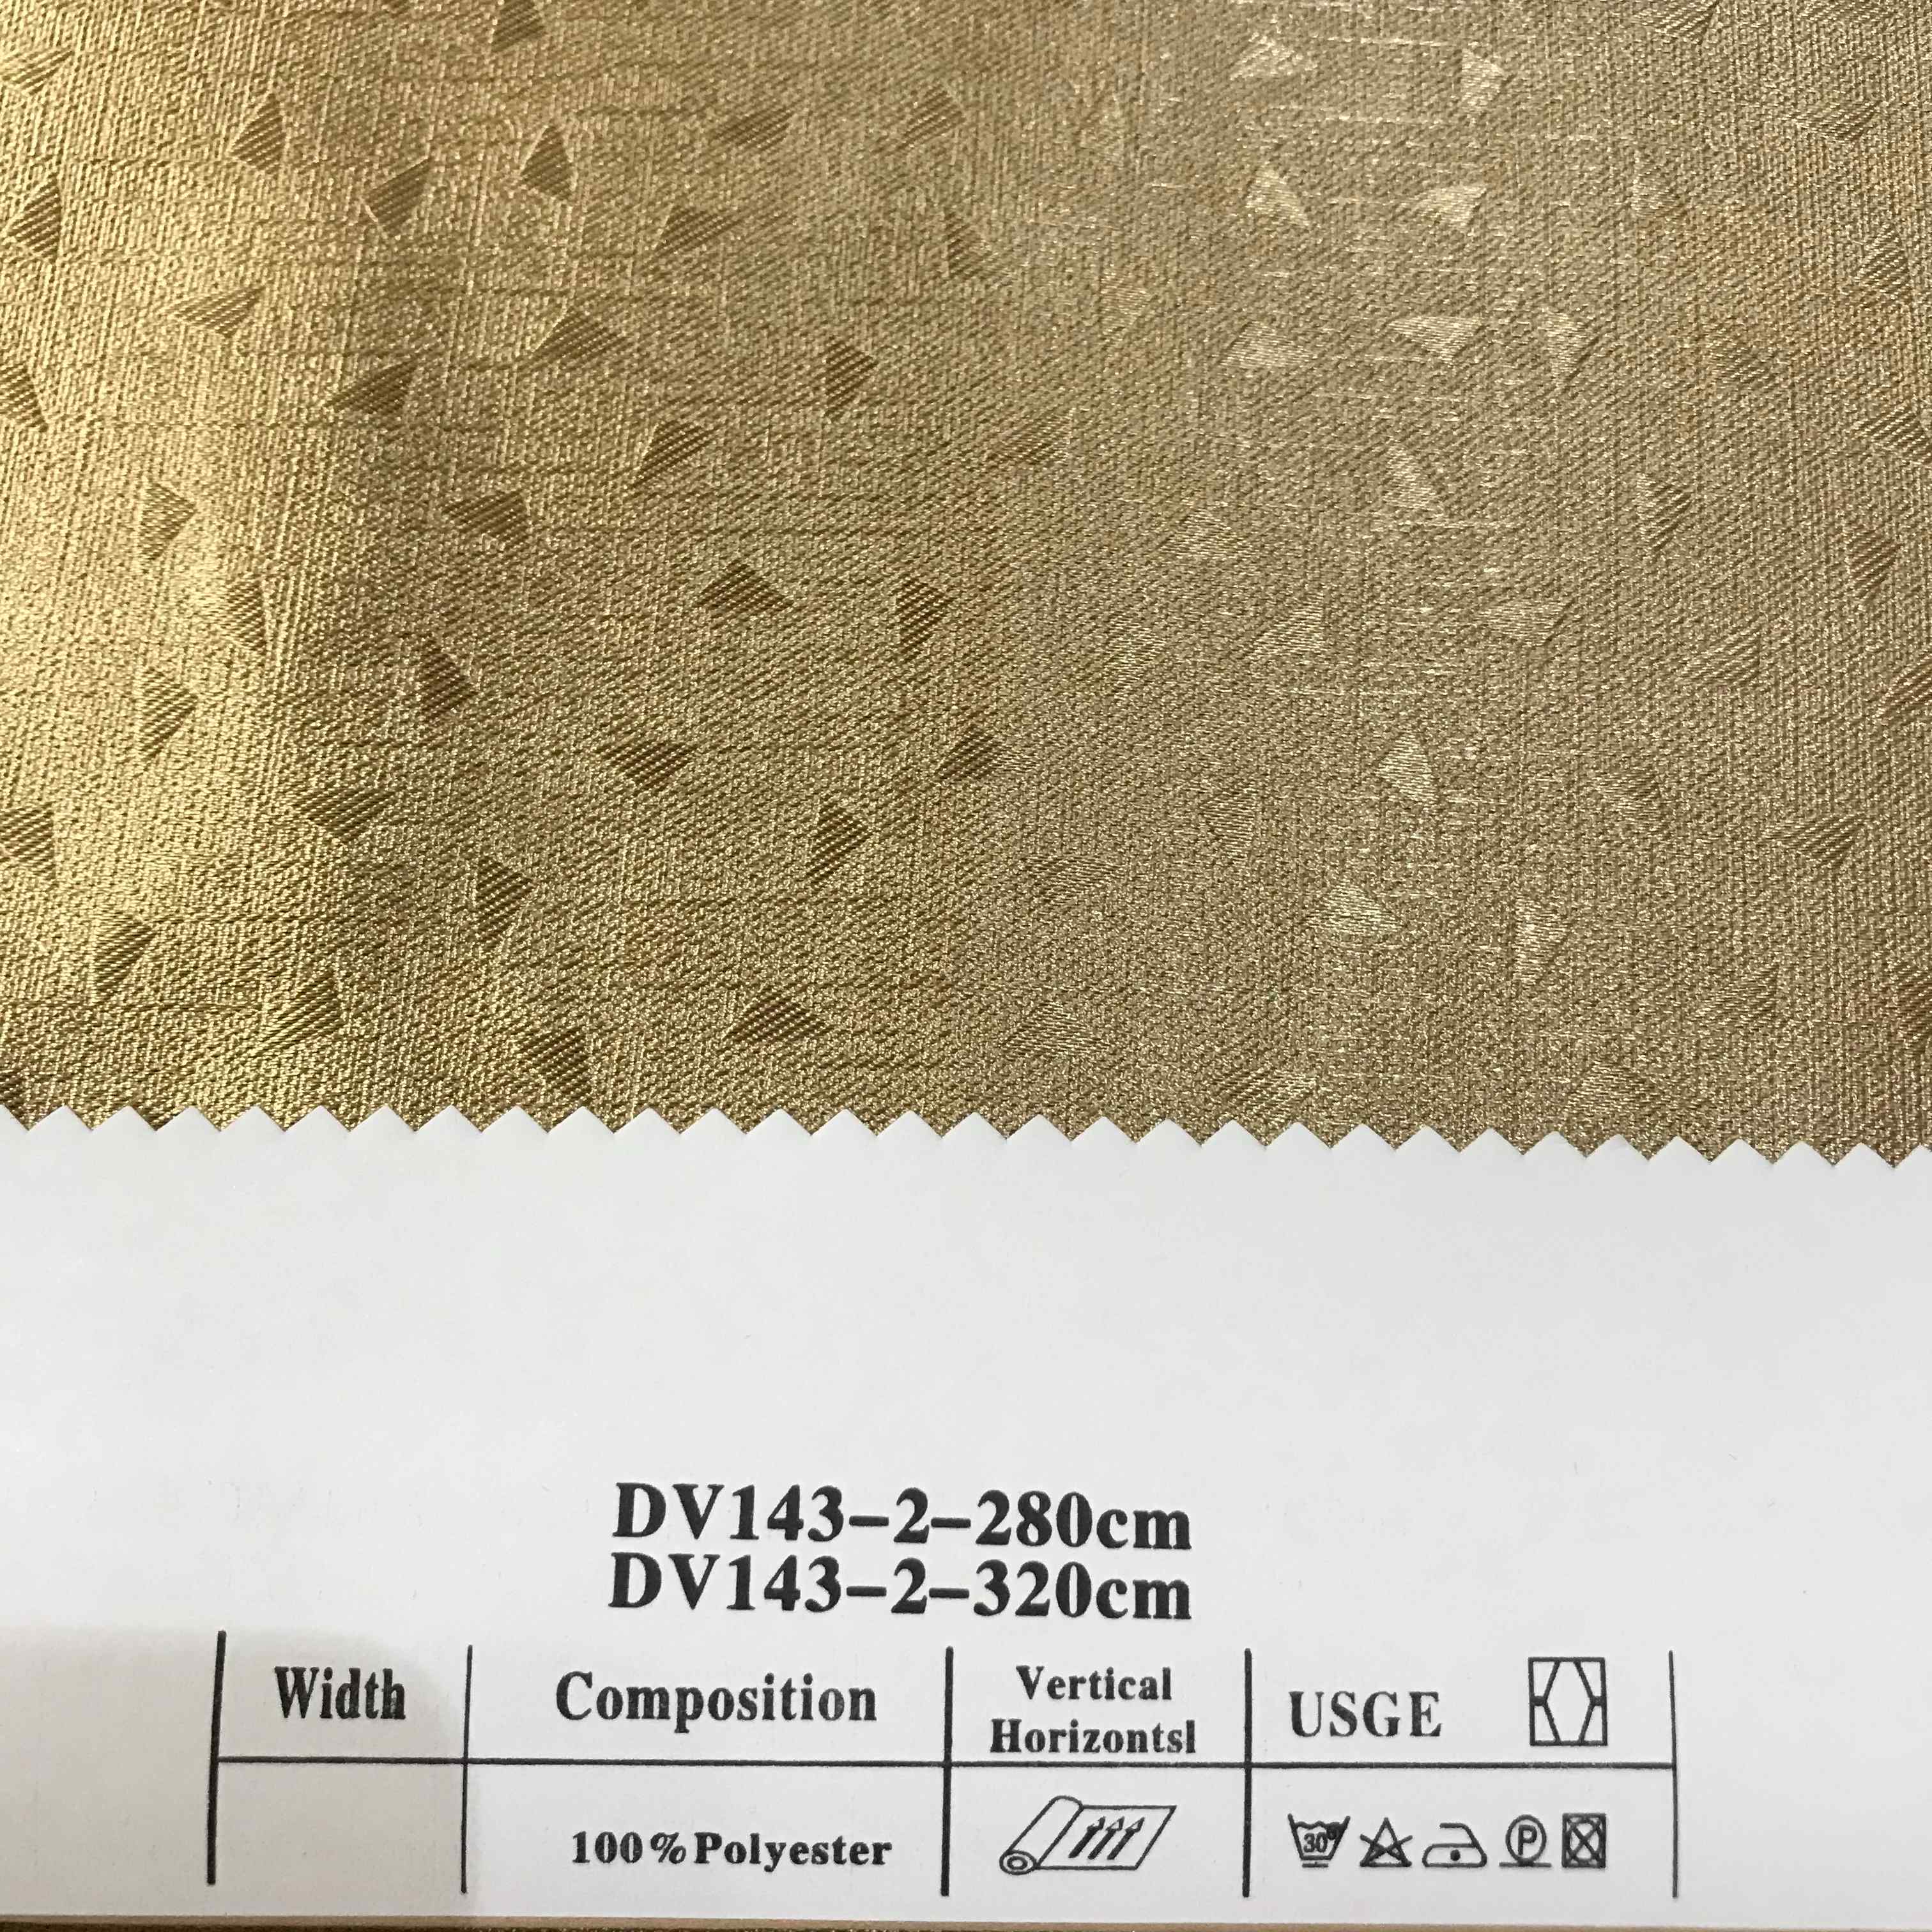 DV143-2-280cm
DV143-2-320cm
Width
Composition
Vertical
Horizontsl
USGE
100%Polyester
30°
P